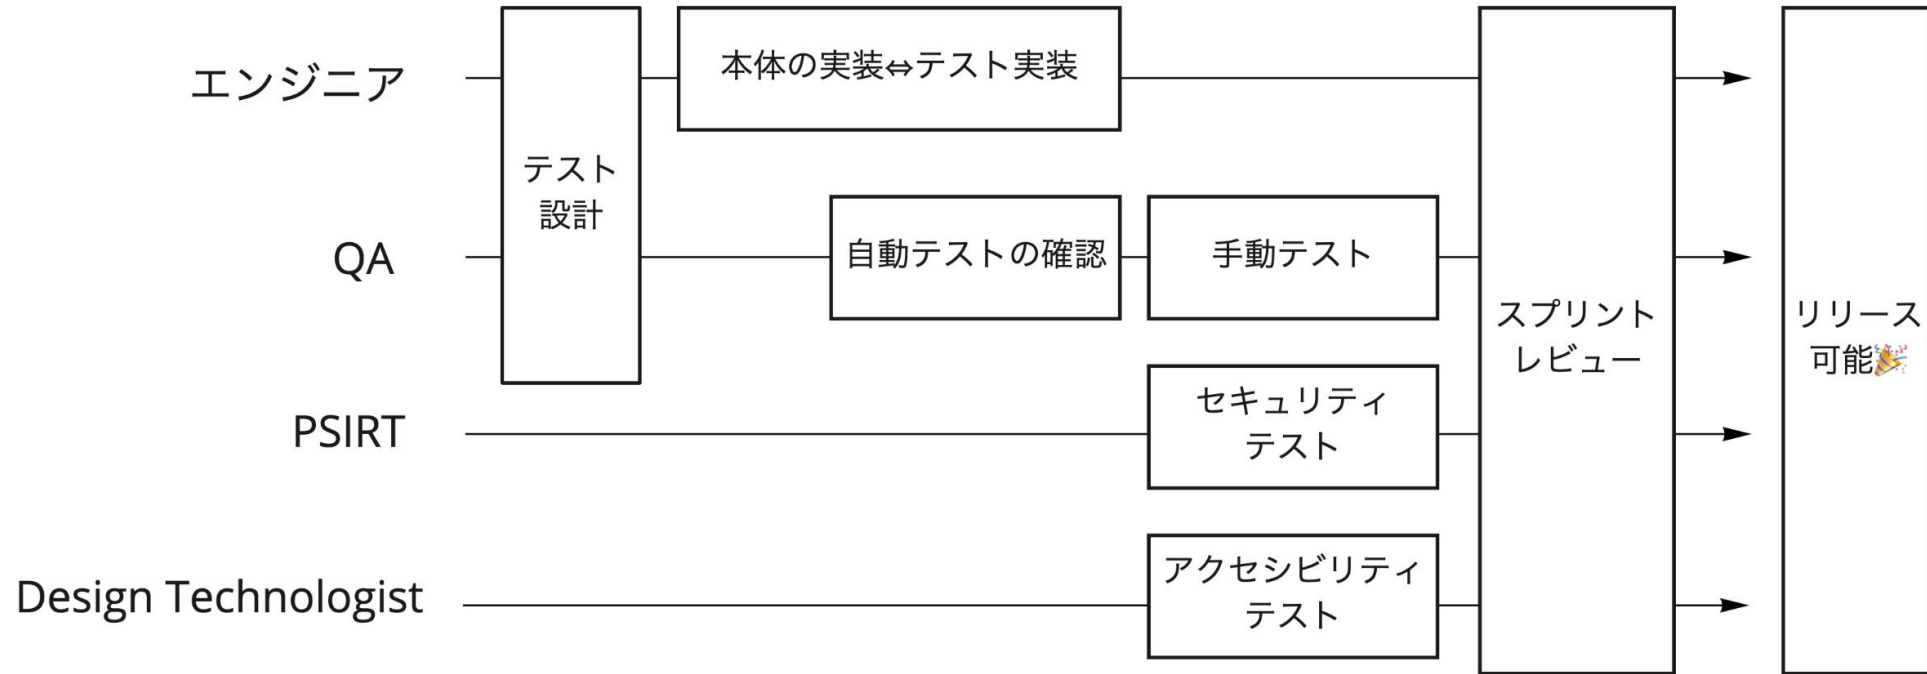 エンジニア
本体の実装⇔テスト実装
テスト
設計
QA
自動テストの確認
手動テスト
スプリント
レビュー
リリース
可能🎉
PSIRT
セキュリティ
テスト
Design Technologist
アクセシビリティ
テスト